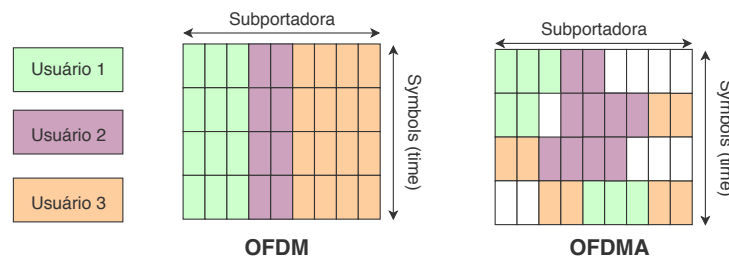 Subportadora
Subportadora
Usuário 1
Usuário 2
Usuário 3
Symbols (time)
Symbols (time)
OFDM
OFDMA